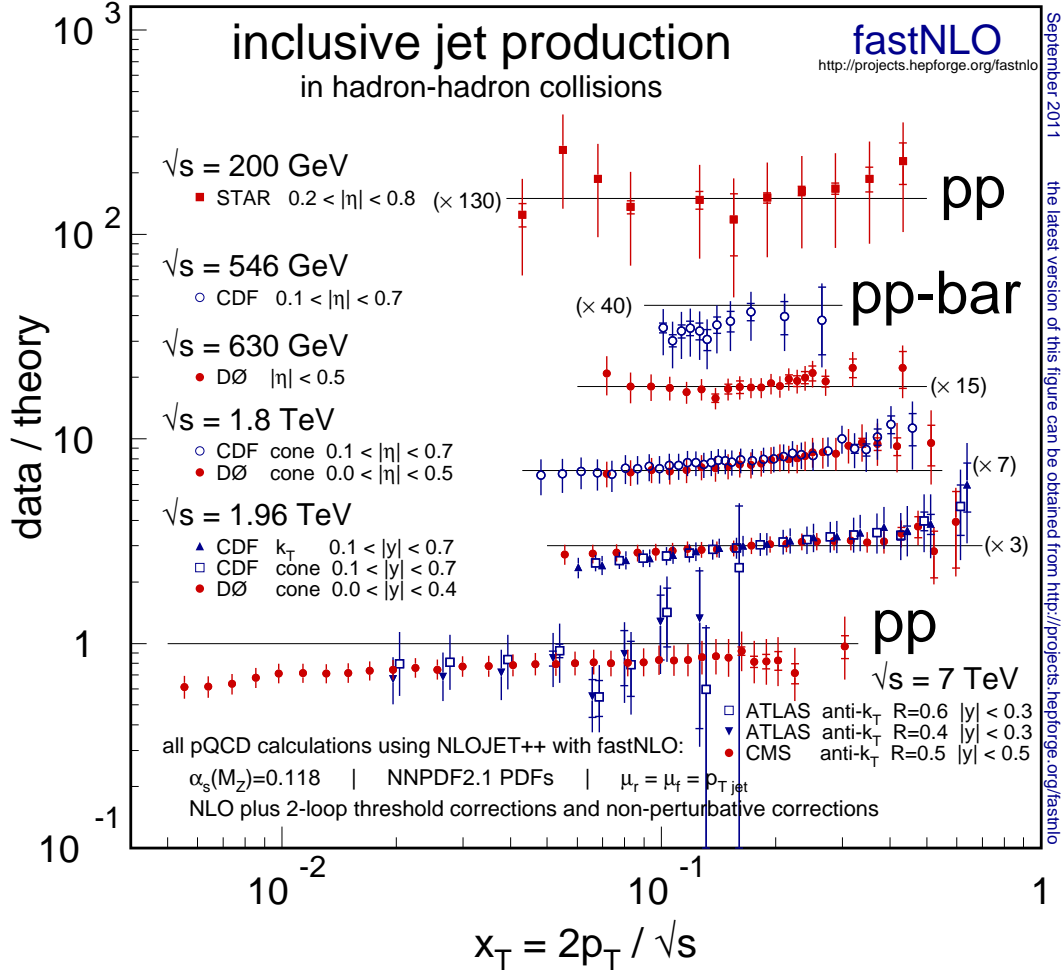 inclusive jet production
in hadron-hadron collisions
fastNLO
http://projects.hepforge.org/fastnlo
√s = 200 GeV
STAR 0.2 < |η| < 0.8
(× 130)
pp
√s = 546 GeV
CDF 0.1 < |η| < 0.7
(× 40)
pp-bar
√s = 630 GeV
DØ |η| < 0.5
(× 15)
√s = 1.8 TeV
CDF cone 0.1 < |η| < 0.7
DØ cone 0.0 < |η| < 0.5
(× 7)
√s = 1.96 TeV
CDF k_T 0.1 < |y| < 0.7
CDF cone 0.1 < |y| < 0.7
DØ cone 0.0 < |y| < 0.4
(× 3)
pp
√s = 7 TeV
ATLAS anti-k_T R=0.6 |y| < 0.3
ATLAS anti-k_T R=0.4 |y| < 0.3
CMS anti-k_T R=0.5 |y| < 0.5
all pQCD calculations using NLOJET++ with fastNLO:
α_s(M_Z)=0.118 | NNPDF2.1 PDFs | μ_r = μ_f = p_T jet
NLO plus 2-loop threshold corrections and non-perturbative corrections
data / theory
10^3
10^2
10
1
10^-1
10^-2
10^-1
1
x_T = 2p_T / √s
September 2011 the latest version of this figure can be obtained from http://projects.hepforge.org/fastnlo